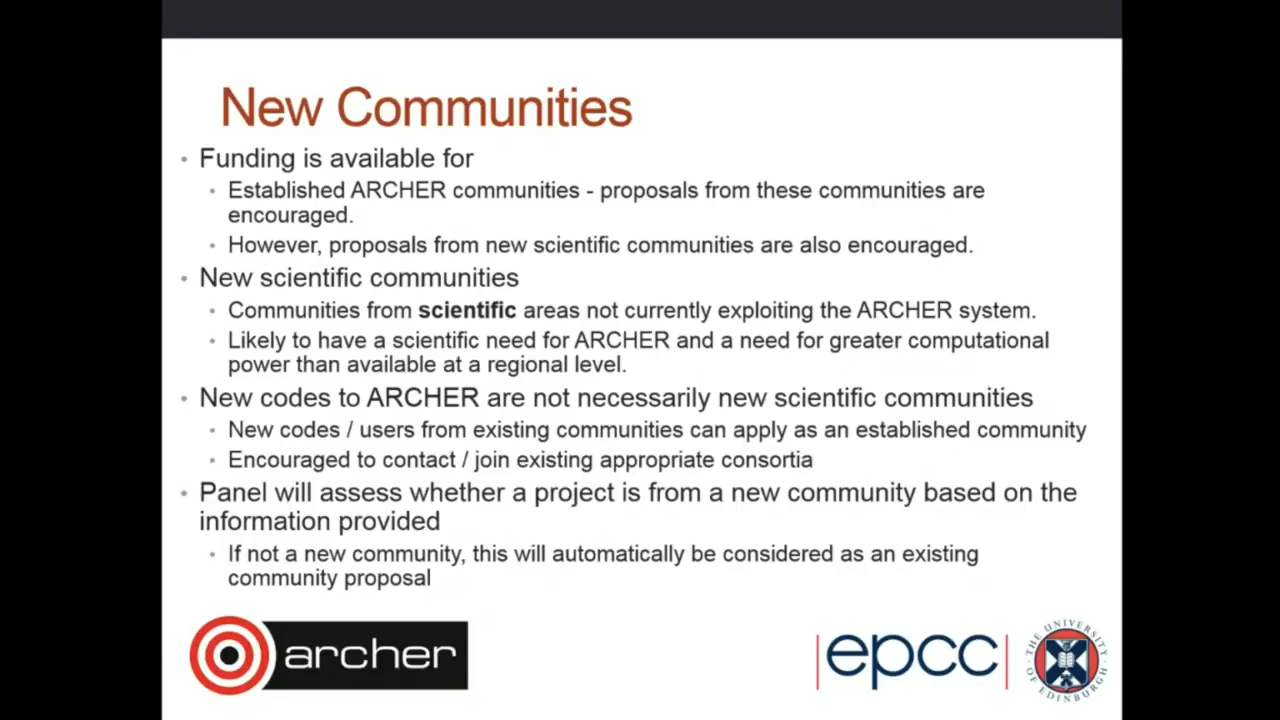 New Communities
• Funding is available for
• Established ARCHER communities - proposals from these communities are
encouraged.
• However, proposals from new scientific communities are also encouraged.
• New scientific communities
• Communities from scientific areas not currently exploiting the ARCHER system.
• Likely to have a scientific need for ARCHER and a need for greater computational
power than available at a regional level.
• New codes to ARCHER are not necessarily new scientific communities
• New codes / users from existing communities can apply as an established community
• Encouraged to contact / join existing appropriate consortia
• Panel will assess whether a project is from a new community based on the
information provided
• If not a new community, this will automatically be considered as an existing
community proposal
archer
epcc
THE UNIVERSITY
OF EDINBURGH